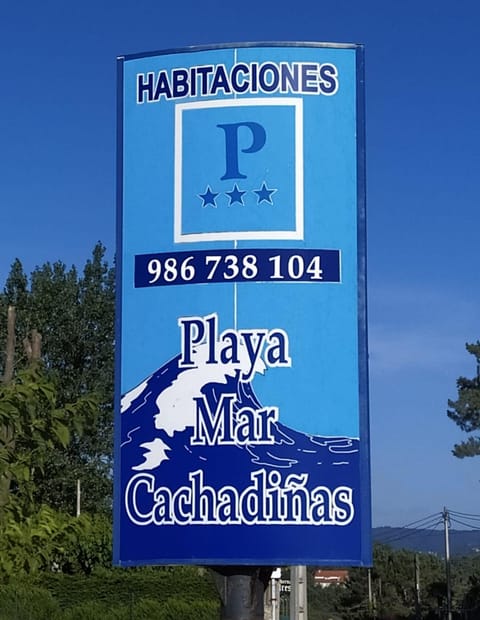 HABITACIONES
P
986 738 104
Playa
Mar
Cachadiñas